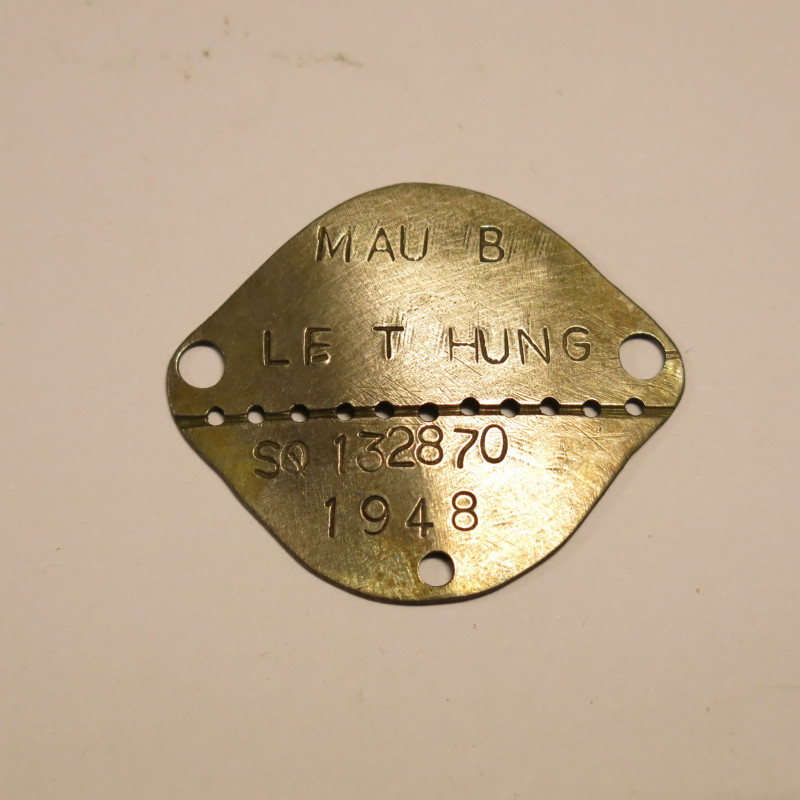 MAU B
LE T HUNG
SQ 132870
1948